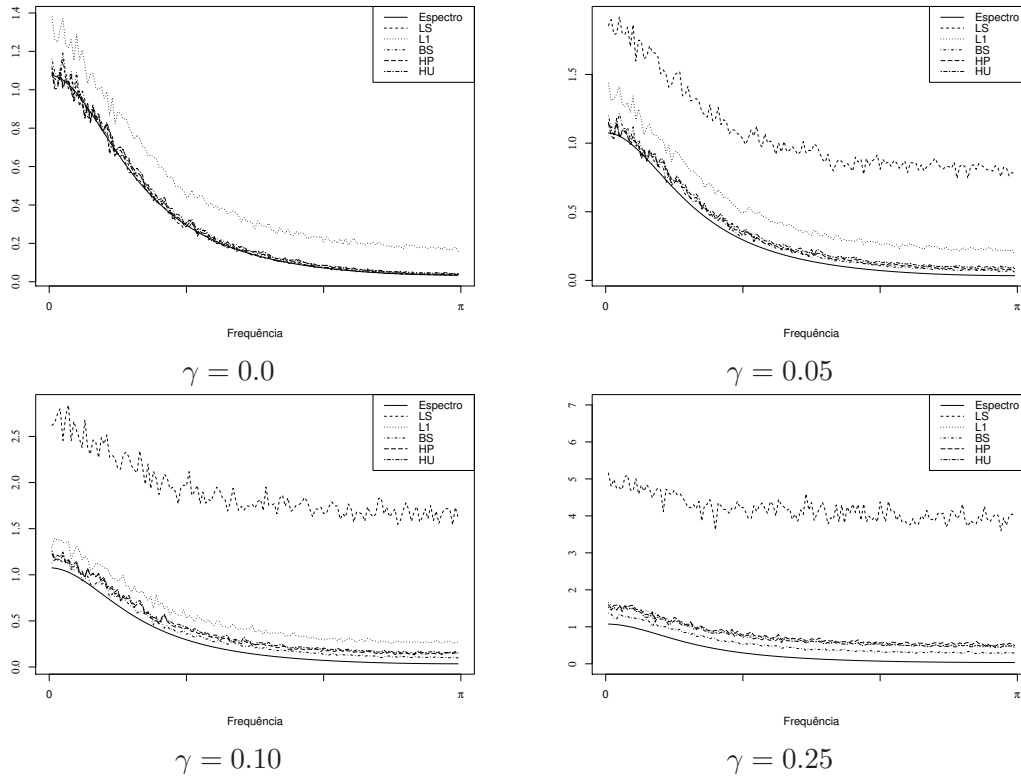 1.4
1.2
1.0
0.8
0.6
0.4
0.2
0.0
Espectro
LS
L1
BS
HP
HU
0
π
Frequência
γ = 0.0
1.5
1.0
0.5
0.0
Espectro
LS
L1
BS
HP
HU
0
π
Frequência
γ = 0.05
2.5
2.0
1.5
1.0
0.5
0.0
Espectro
LS
L1
BS
HP
HU
0
π
Frequência
γ = 0.10
7
6
5
4
3
2
1
0
Espectro
LS
L1
BS
HP
HU
0
π
Frequência
γ = 0.25